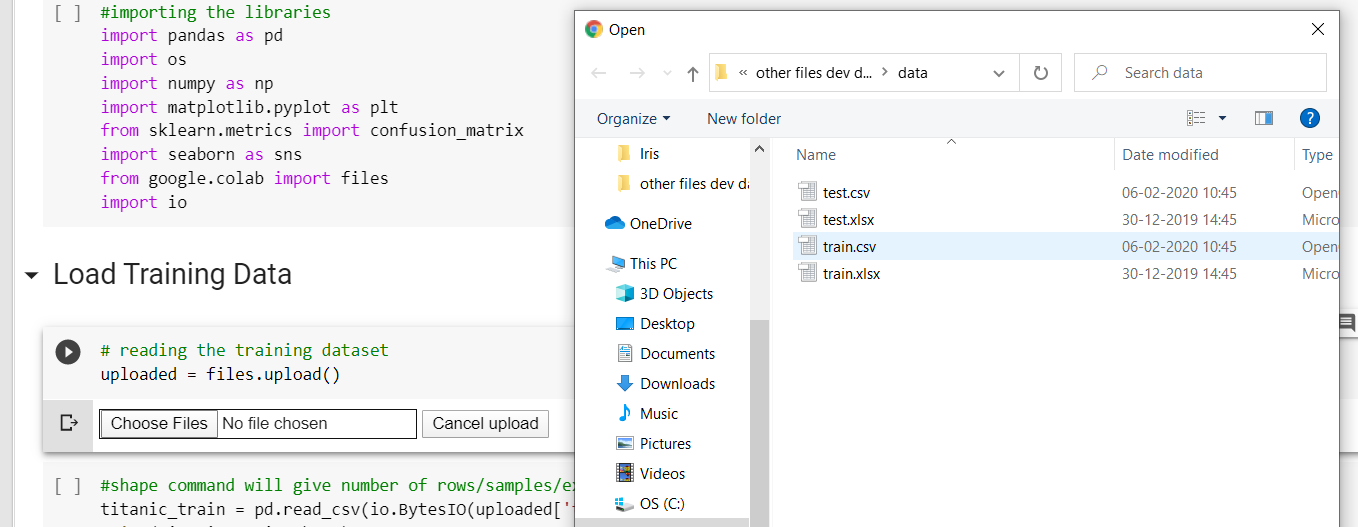 [ ] #importing the libraries
import pandas as pd
import os
import numpy as np
import matplotlib.pyplot as plt
from sklearn.metrics import confusion_matrix
import seaborn as sns
from google.colab import files
import io
Load Training Data
# reading the training dataset
uploaded = files.upload()
Choose Files No file chosen Cancel upload
[ ] #shape command will give number of rows/samples/ex
titanic_train = pd.read_csv(io.BytesIO(uploaded['
Open
« other files dev d... > data
Search data
Organize New folder
Iris
other files dev da
OneDrive
This PC
3D Objects
Desktop
Documents
Downloads
Music
Pictures
Videos
OS (C:)
Name Date modified Type
test.csv 06-02-2020 10:45 Open
test.xlsx 30-12-2019 14:45 Micro
train.csv 06-02-2020 10:45 Open
train.xlsx 30-12-2019 14:45 Micro